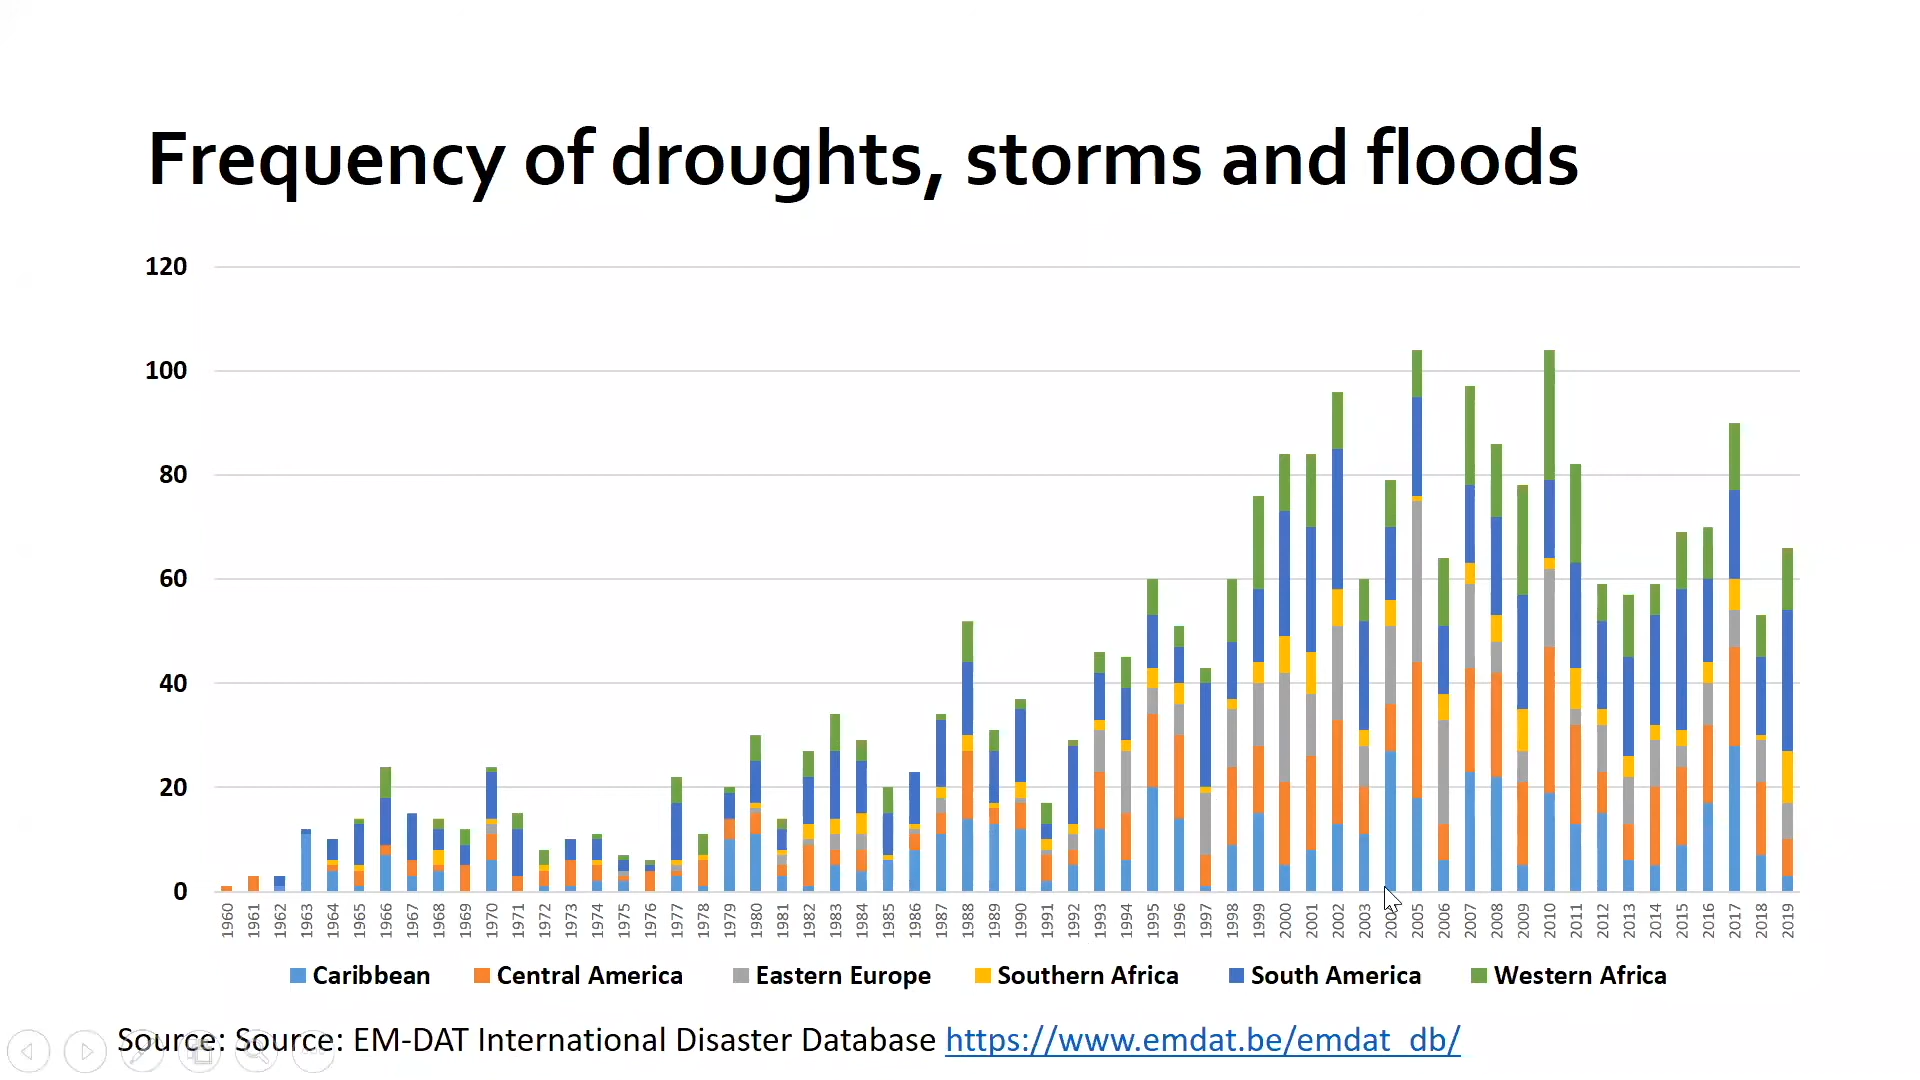 Frequency of droughts, storms and floods
120
100
80
60
40
20
0
1960 1961 1962 1963 1964 1965 1966 1967 1968 1969 1970 1971 1972 1973 1974 1975 1976 1977 1978 1979 1980 1981 1982 1983 1984 1985 1986 1987 1988 1989 1990 1991 1992 1993 1994 1995 1996 1997 1998 1999 2000 2001 2002 2003 2005 2006 2007 2008 2009 2010 2011 2012 2013 2014 2015 2016 2017 2018 2019
Caribbean Central America Eastern Europe Southern Africa South America Western Africa
Source: Source: EM-DAT International Disaster Database https://www.emdat.be/emdat_db/